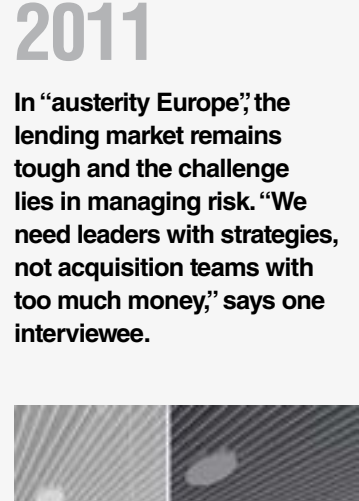 2011
In “austerity Europe”, the
lending market remains
tough and the challenge
lies in managing risk. “We
need leaders with strategies,
not acquisition teams with
too much money,” says one
interviewee.